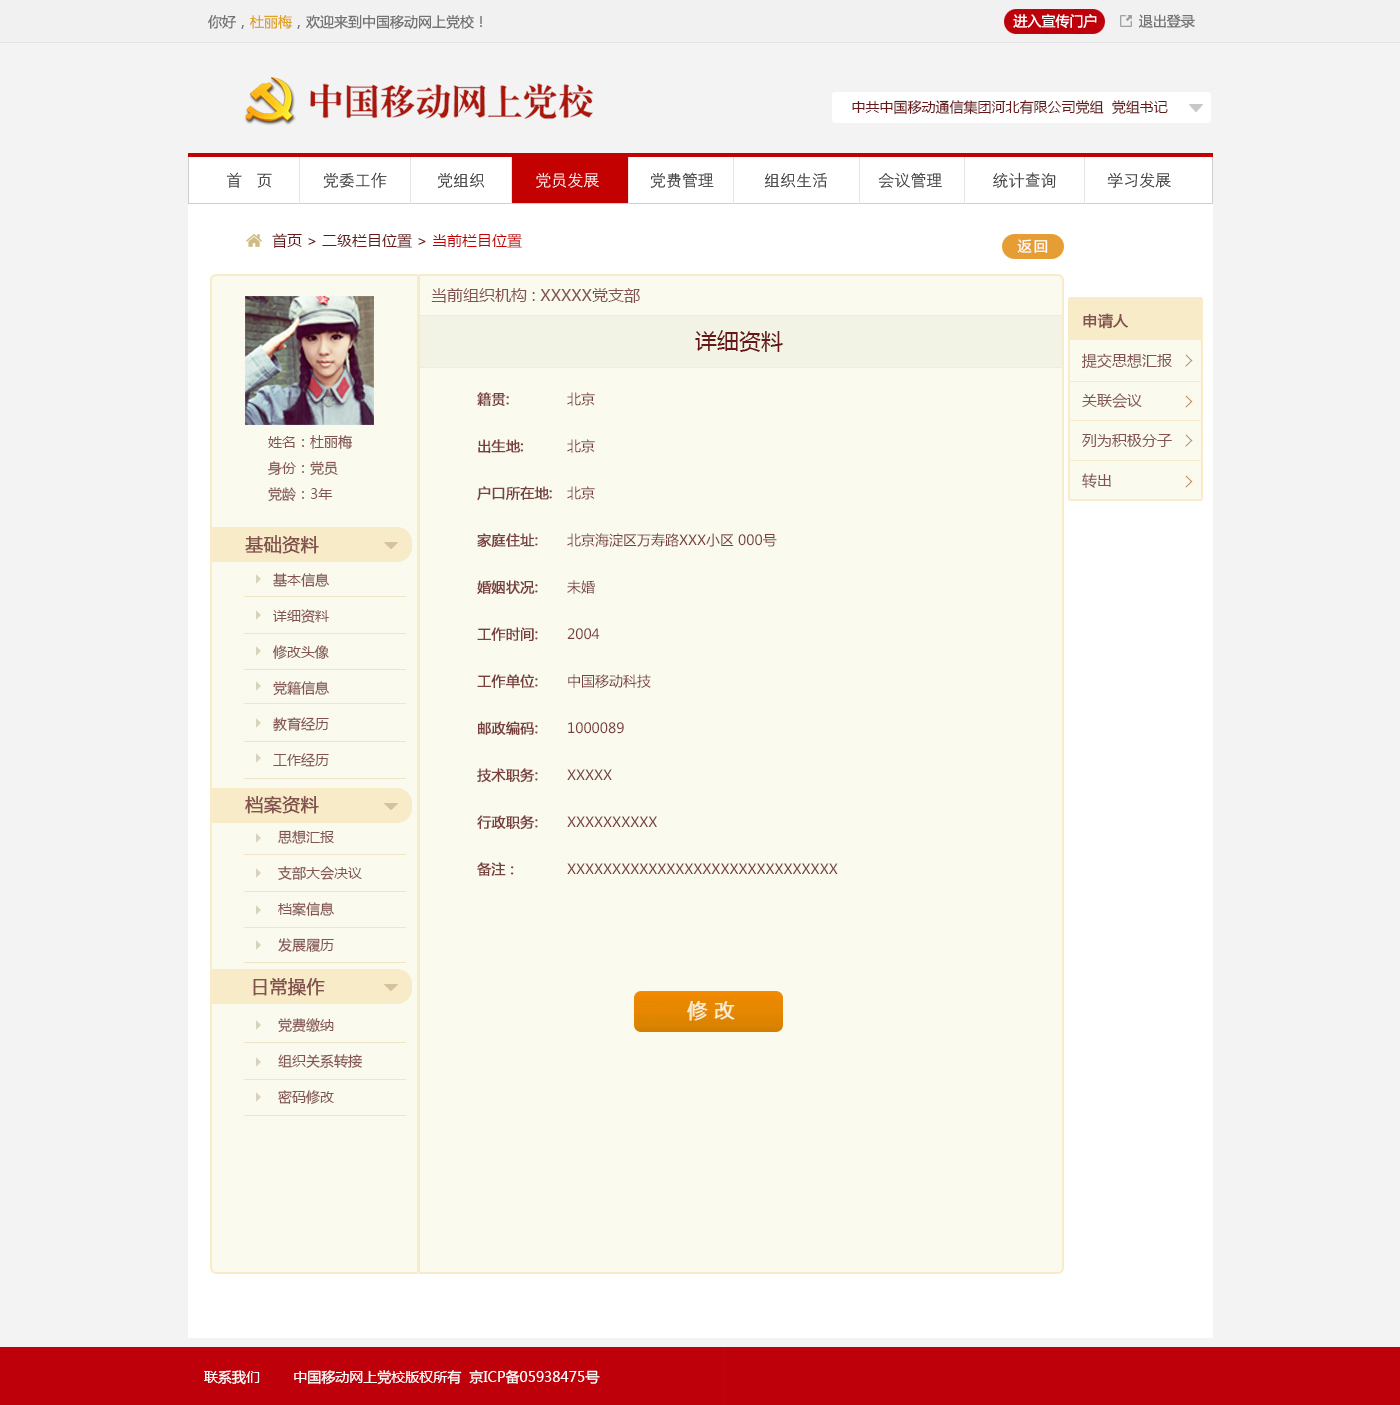 你好，杜丽梅，欢迎来到中国移动网上党校！
进入宣传门户 退出登录
中国移动网上党校
中共中国移动通信集团河北有限公司党组 党组书记
首 页 党委工作 党组织 党员发展 党费管理 组织生活 会议管理 统计查询 学习发展
首页 > 二级栏目位置 > 当前栏目位置
返回
姓名：杜丽梅
身份：党员
党龄：3年
基础资料
基本信息
详细资料
修改头像
党籍信息
教育经历
工作经历
档案资料
思想汇报
支部大会决议
档案信息
发展履历
日常操作
党费缴纳
组织关系转接
密码修改
当前组织机构 : XXXXX党支部
详细资料
籍贯: 北京
出生地: 北京
户口所在地: 北京
家庭住址: 北京海淀区万寿路XXX小区 000号
婚姻状况: 未婚
工作时间: 2004
工作单位: 中国移动科技
邮政编码: 1000089
技术职务: XXXXX
行政职务: XXXXXXXXXX
备注： XXXXXXXXXXXXXXXXXXXXXXXXXXXXXX
修 改
申请人
提交思想汇报
关联会议
列为积极分子
转出
联系我们 中国移动网上党校版权所有 京ICP备05938475号